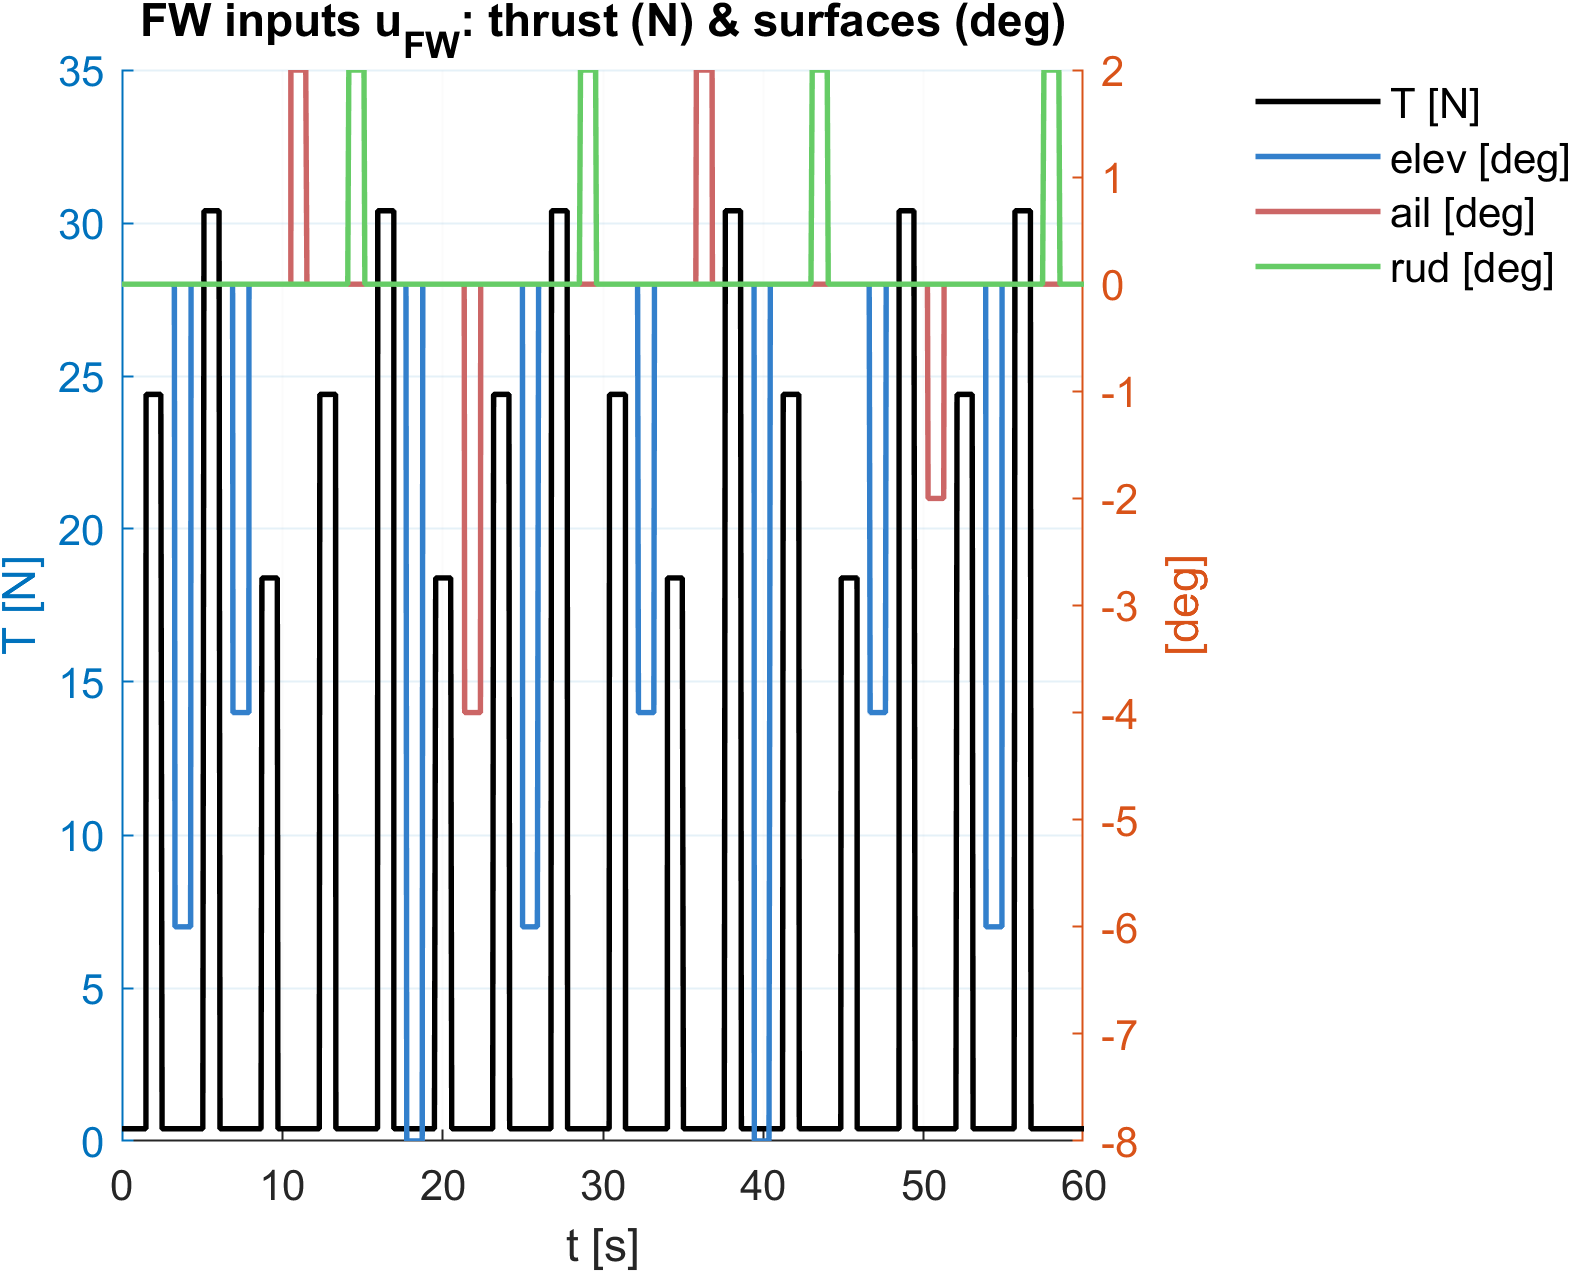 FW inputs uFW: thrust (N) & surfaces (deg)
T [N]
elev [deg]
ail [deg]
rud [deg]
35
30
25
20
15
10
5
0
T [N]
2
1
0
-1
-2
-3
-4
-5
-6
-7
-8
[deg]
0 10 20 30 40 50 60
t [s]